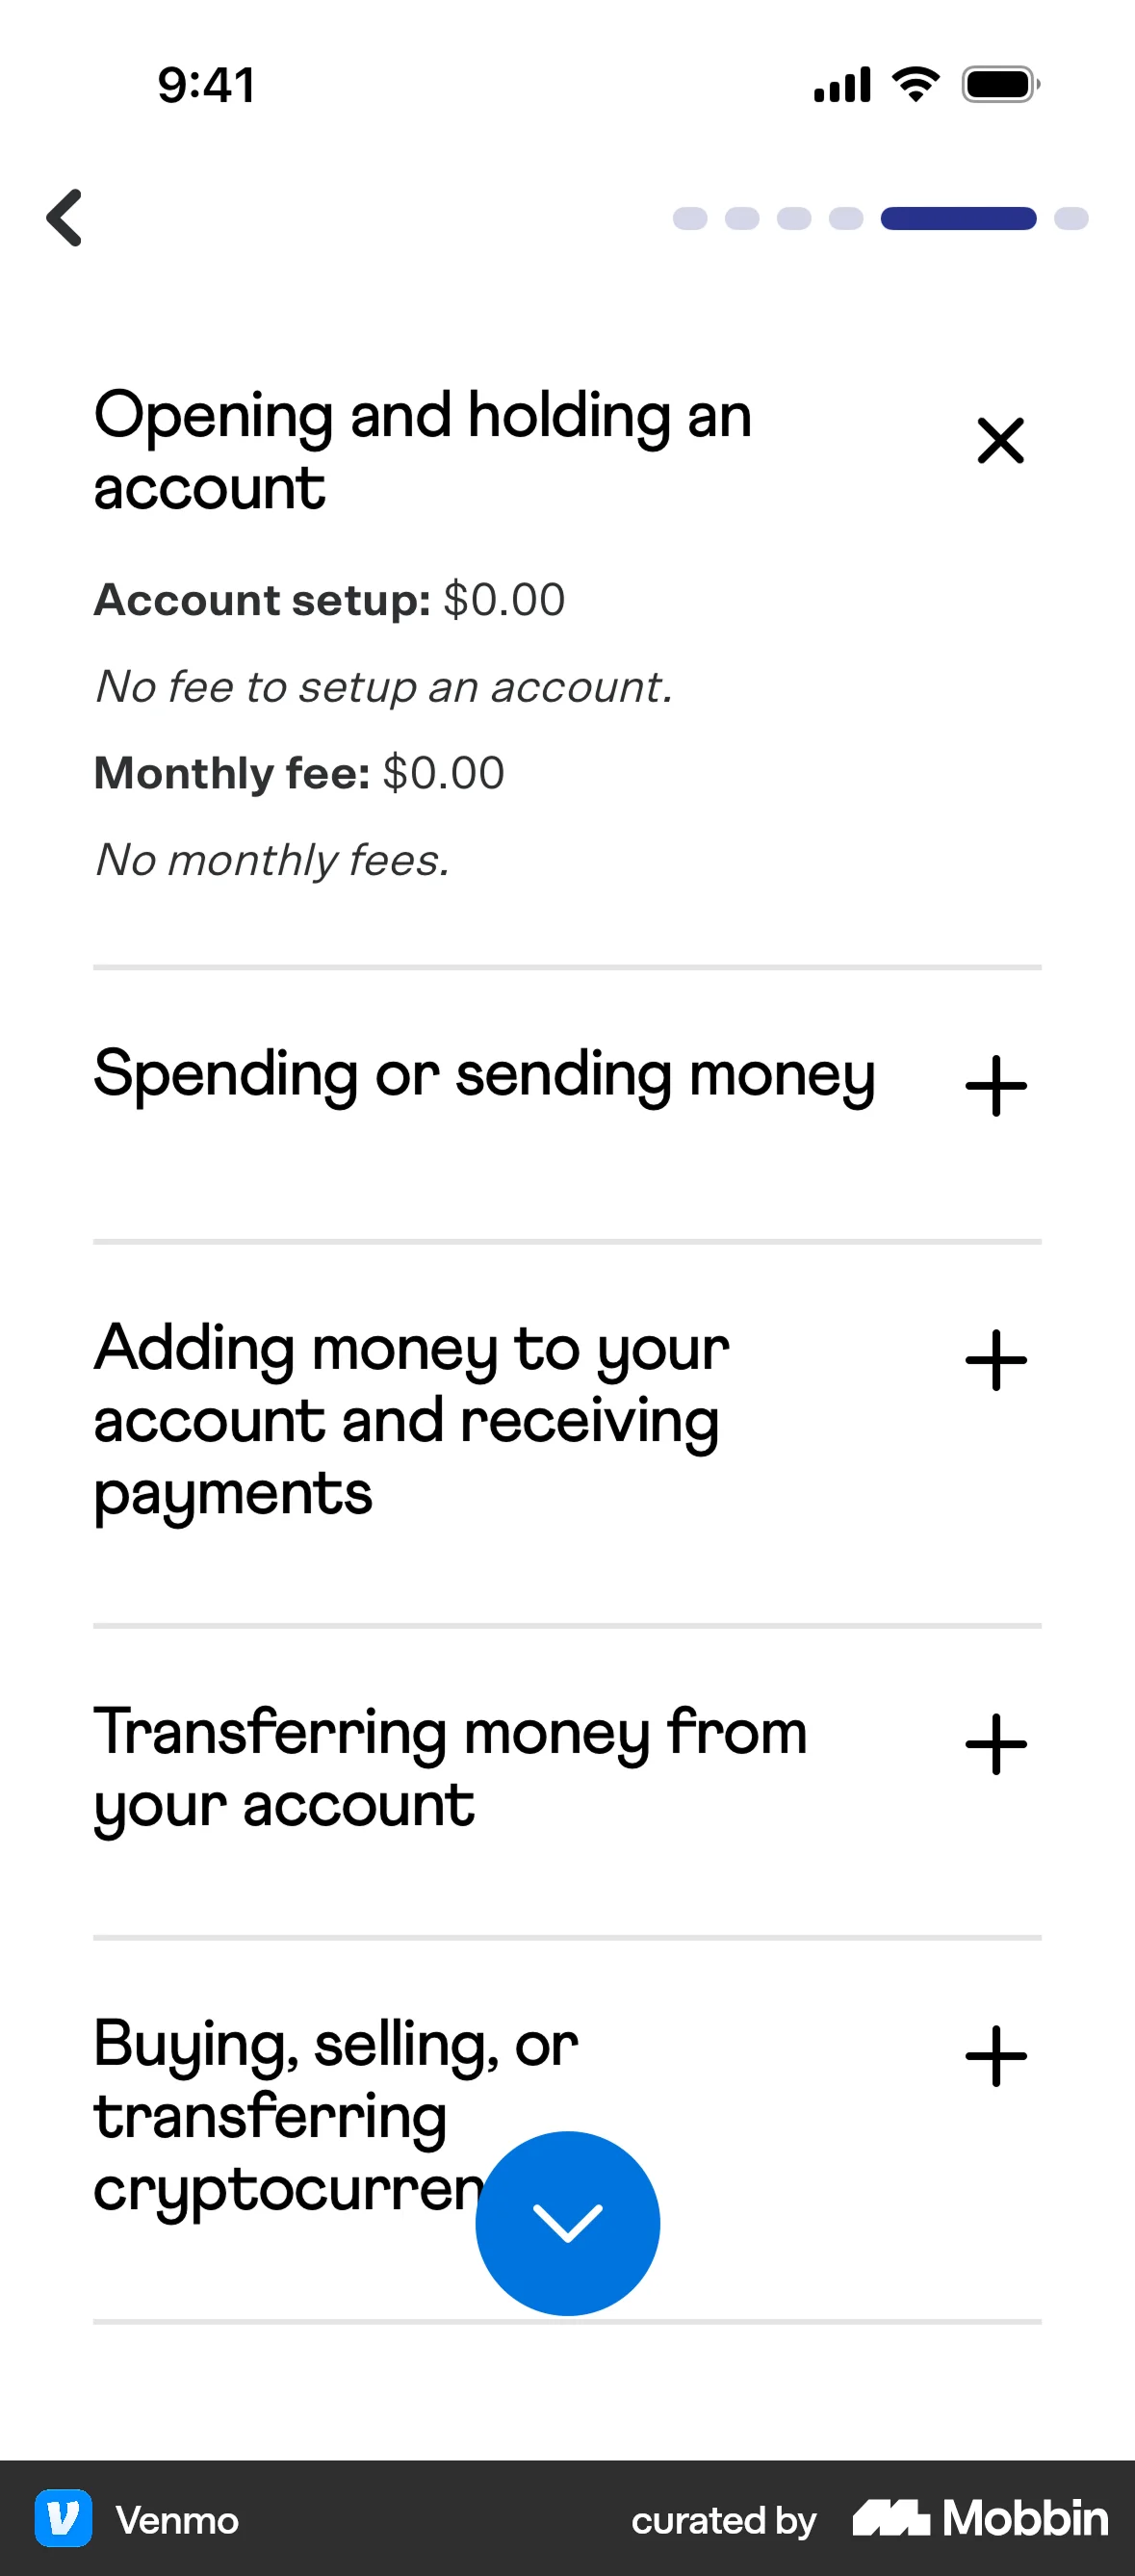 9:41
Opening and holding an
account
Account setup: $0.00
No fee to setup an account.
Monthly fee: $0.00
No monthly fees.
Spending or sending money
Adding money to your
account and receiving
payments
Transferring money from
your account
Buying, selling, or
transferring
Venmo
curated by Mobbin